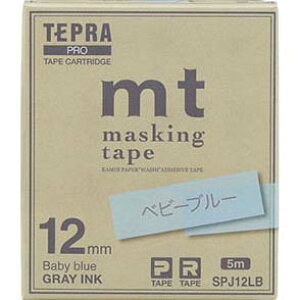 TEPRA
PRO
TAPE CARTRIDGE
mt
masking
tape
KAMOI PAPER"WASHI"ADHESIVE TAPE
ベビーブルー
12mm
Baby blue
GRAY INK
P TAPE
R TAPE
5m
SPJ12LB